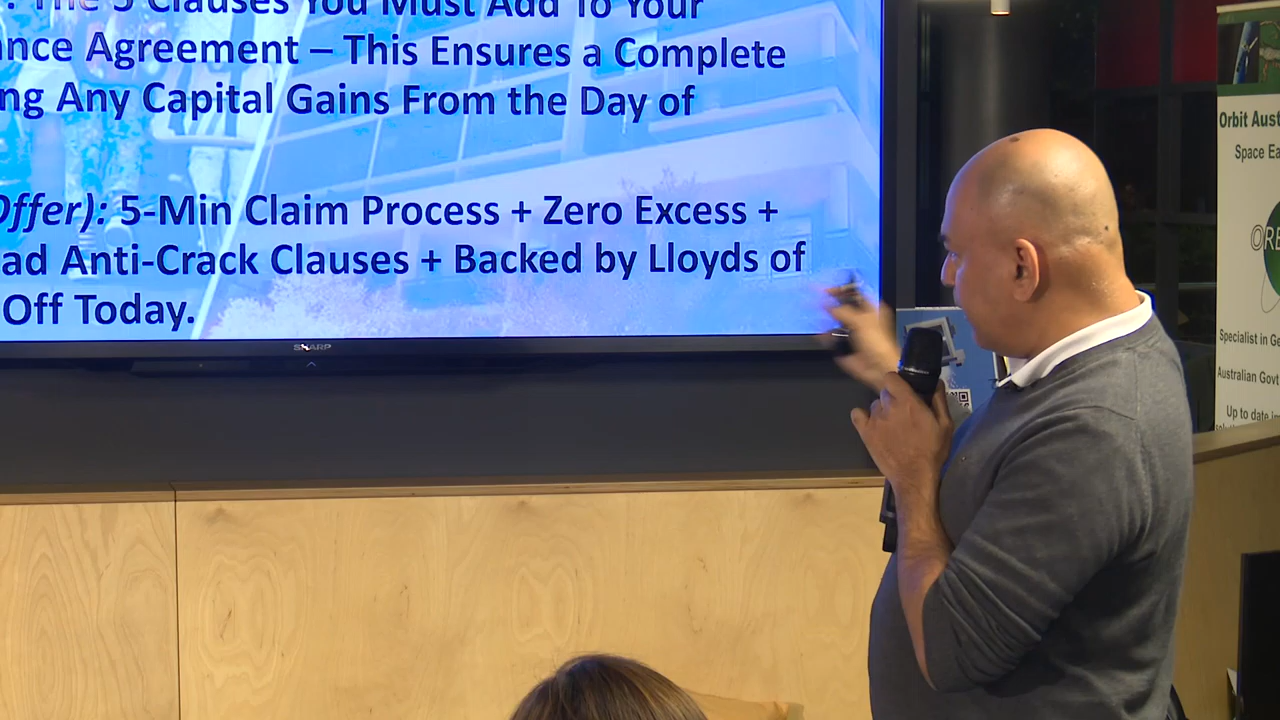 : The 5 Clauses You Must Add To Your
ance Agreement – This Ensures a Complete
ng Any Capital Gains From the Day of
Offer): 5-Min Claim Process + Zero Excess +
ad Anti-Crack Clauses + Backed by Lloyds of
Off Today.
SHARP
Orbit Aust
Space Ea
ORB
Specialist in Ge
Australian Govt
Up to date im